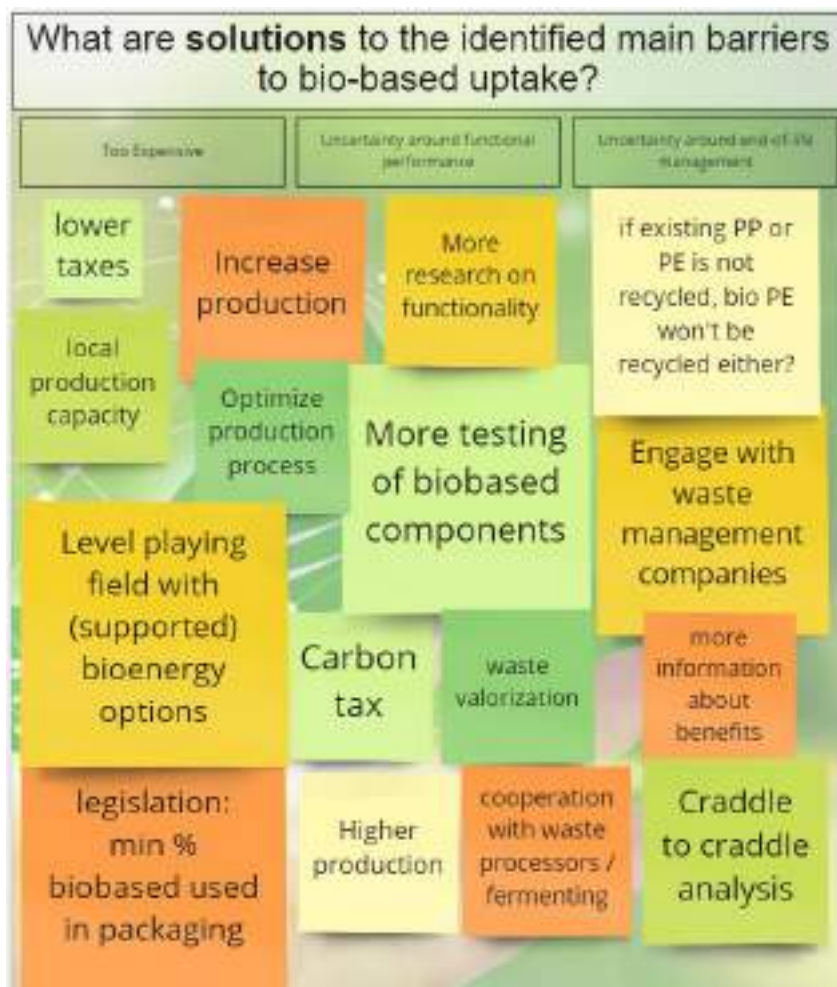 What are solutions to the identified main barriers
to bio-based uptake?
Too Expensive
Uncertainty around functional
performance
Uncertainty around end-of-life
management
lower
taxes
Increase
production
More
research on
functionality
if existing PP or
PE is not
recycled, bio PE
won't be
recycled either?
local
production
capacity
Optimize
production
process
More testing
of biobased
components
Engage with
waste
management
companies
Level playing
field with
(supported)
bioenergy
options
Carbon
tax
waste
valorization
more
information
about
benefits
legislation:
min %
biobased used
in packaging
Higher
production
cooperation
with waste
processors /
fermenting
Craddle
to craddle
analysis